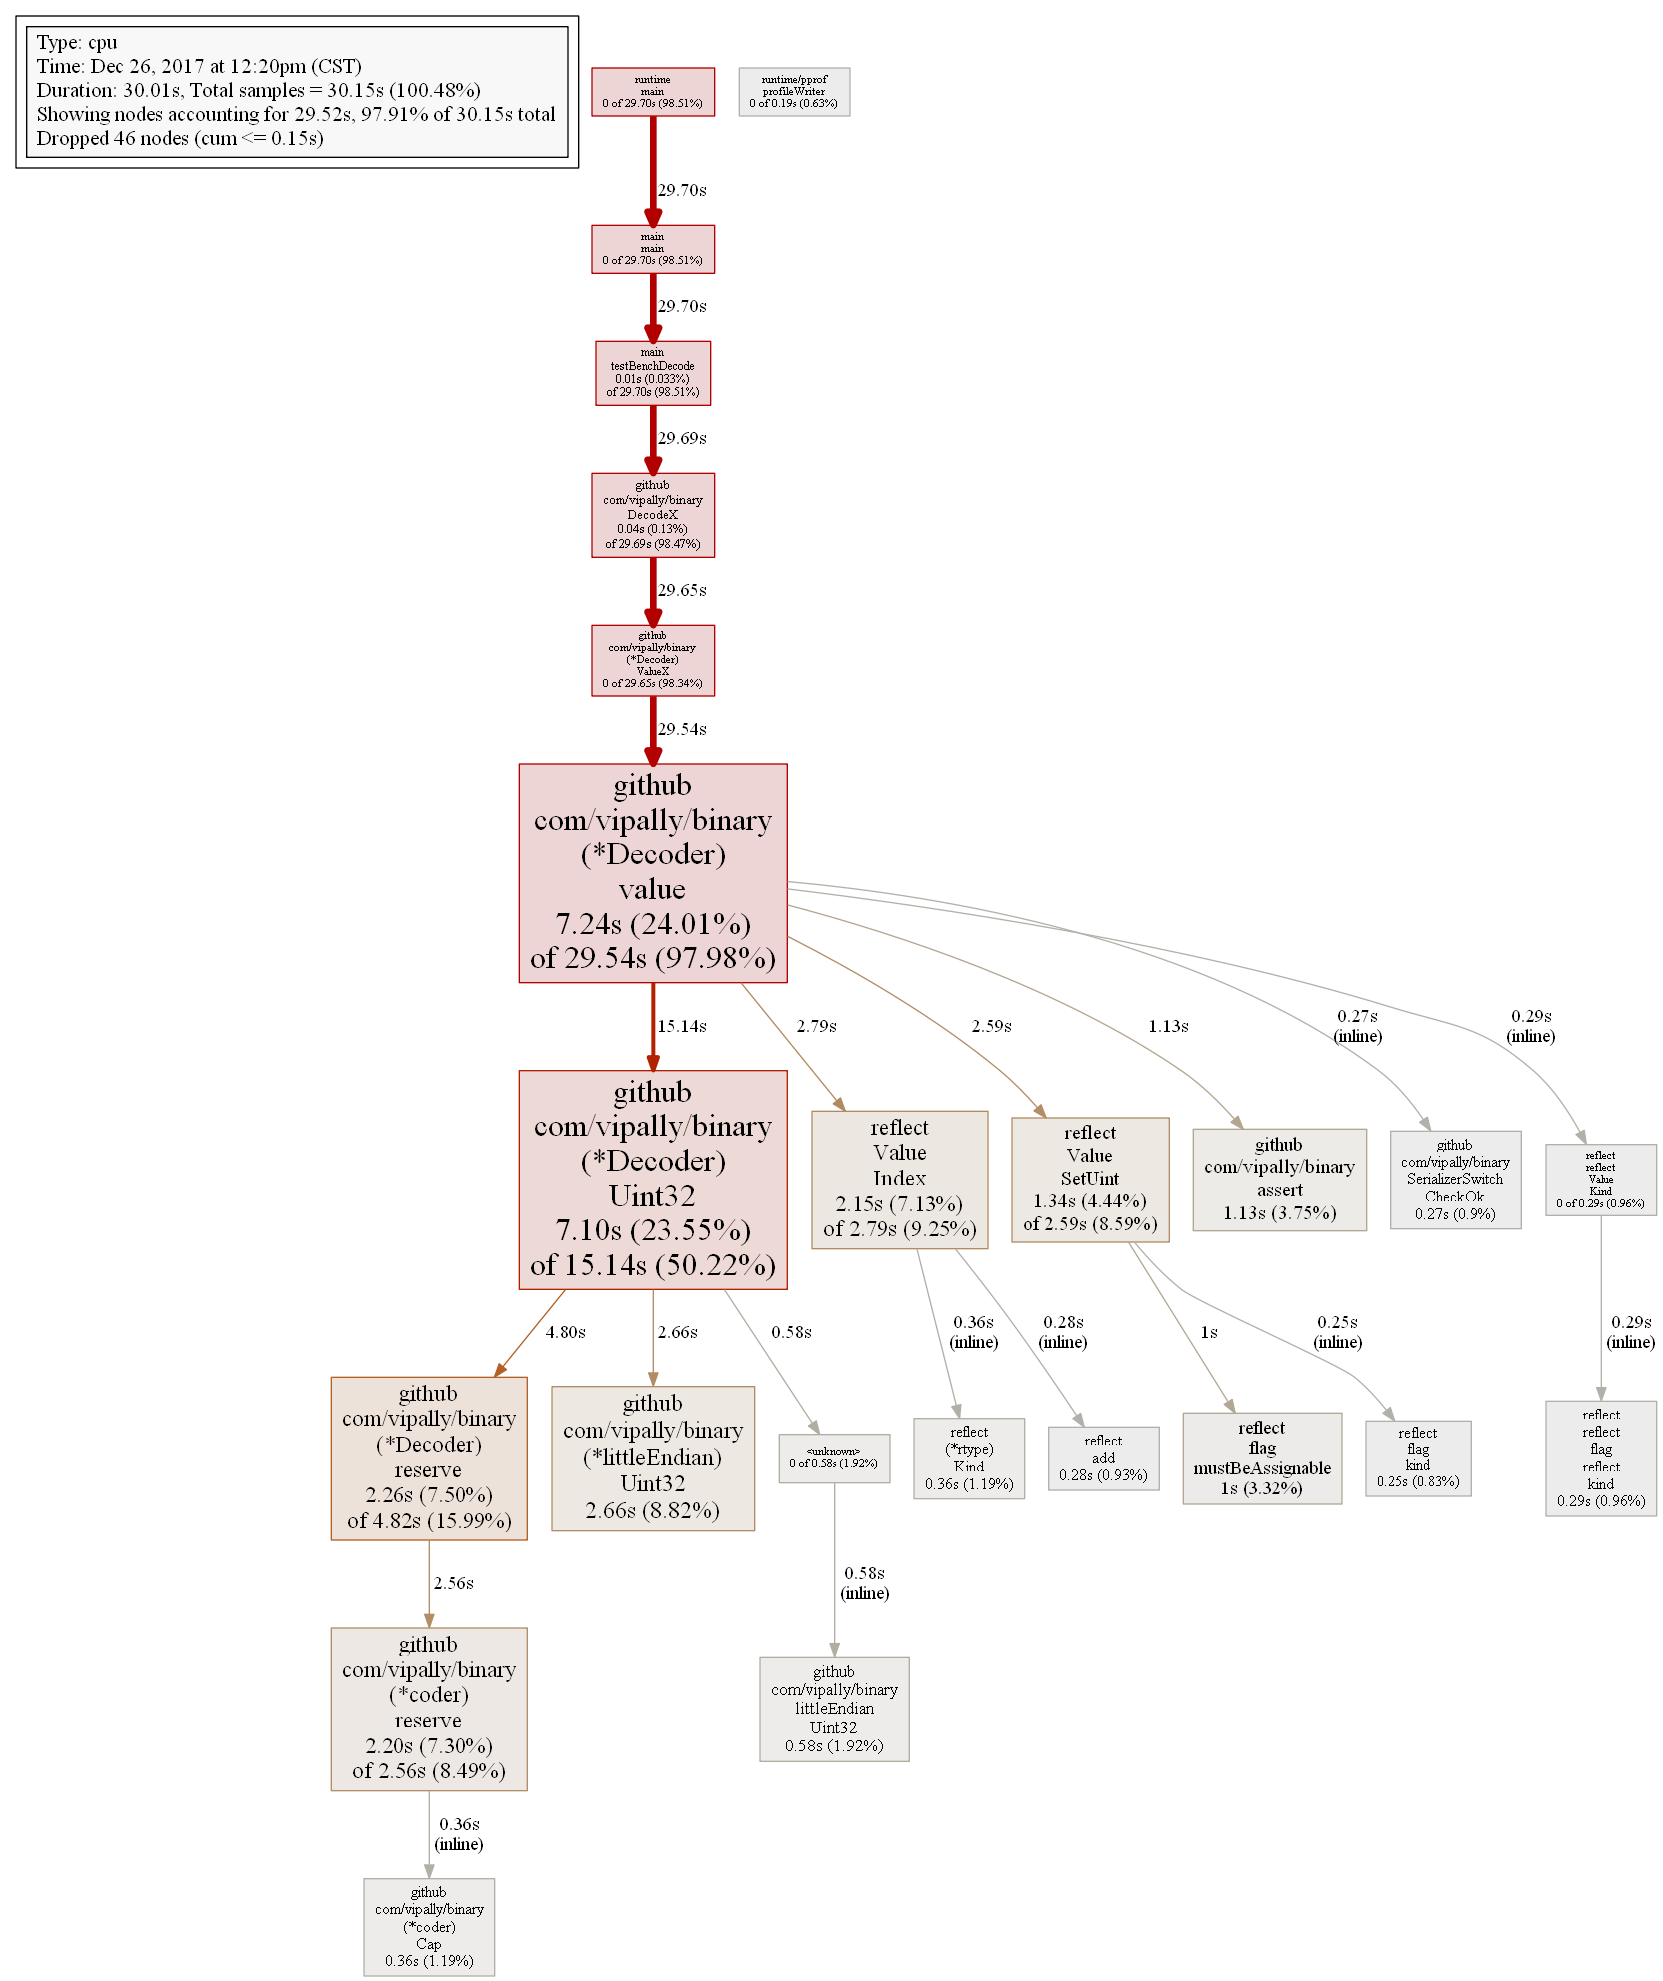 Type: cpu
Time: Dec 26, 2017 at 12:20pm (CST)
Duration: 30.01s, Total samples = 30.15s (100.48%)
Showing nodes accounting for 29.52s, 97.91% of 30.15s total
Dropped 46 nodes (cum <= 0.15s)
runtime
main
0 of 29.70s (98.51%)
runtime/pprof
profileWriter
0 of 0.19s (0.63%)
29.70s
main
main
0 of 29.70s (98.51%)
29.70s
main
testBenchDecode
0.01s (0.033%)
of 29.70s (98.51%)
29.69s
github
com/vipally/binary
DecodeX
0.04s (0.13%)
of 29.69s (98.47%)
29.65s
github
com/vipally/binary
(*Decoder)
ValueX
0 of 29.65s (98.34%)
29.54s
github
com/vipally/binary
(*Decoder)
value
7.24s (24.01%)
of 29.54s (97.98%)
15.14s
2.79s
2.59s
1.13s
0.27s
(inline)
0.29s
(inline)
github
com/vipally/binary
(*Decoder)
Uint32
7.10s (23.55%)
of 15.14s (50.22%)
reflect
Value
Index
2.15s (7.13%)
of 2.79s (9.25%)
reflect
Value
SetUint
1.34s (4.44%)
of 2.59s (8.59%)
github
com/vipally/binary
assert
1.13s (3.75%)
github
com/vipally/binary
SerializerSwitch
CheckOk
0.27s (0.9%)
reflect
reflect
Value
Kind
0 of 0.29s (0.96%)
4.80s
2.66s
0.58s
0.36s
(inline)
0.28s
(inline)
1s
0.25s
(inline)
0.29s
(inline)
github
com/vipally/binary
(*Decoder)
reserve
2.26s (7.50%)
of 4.82s (15.99%)
github
com/vipally/binary
(*littleEndian)
Uint32
2.66s (8.82%)
<unknown>
0 of 0.58s (1.92%)
reflect
(*rtype)
Kind
0.36s (1.19%)
reflect
add
0.28s (0.93%)
reflect
flag
mustBeAssignable
1s (3.32%)
reflect
flag
kind
0.25s (0.83%)
reflect
reflect
flag
reflect
kind
0.29s (0.96%)
2.56s
0.58s
(inline)
github
com/vipally/binary
(*coder)
reserve
2.20s (7.30%)
of 2.56s (8.49%)
github
com/vipally/binary
littleEndian
Uint32
0.58s (1.92%)
0.36s
(inline)
github
com/vipally/binary
(*coder)
Cap
0.36s (1.19%)